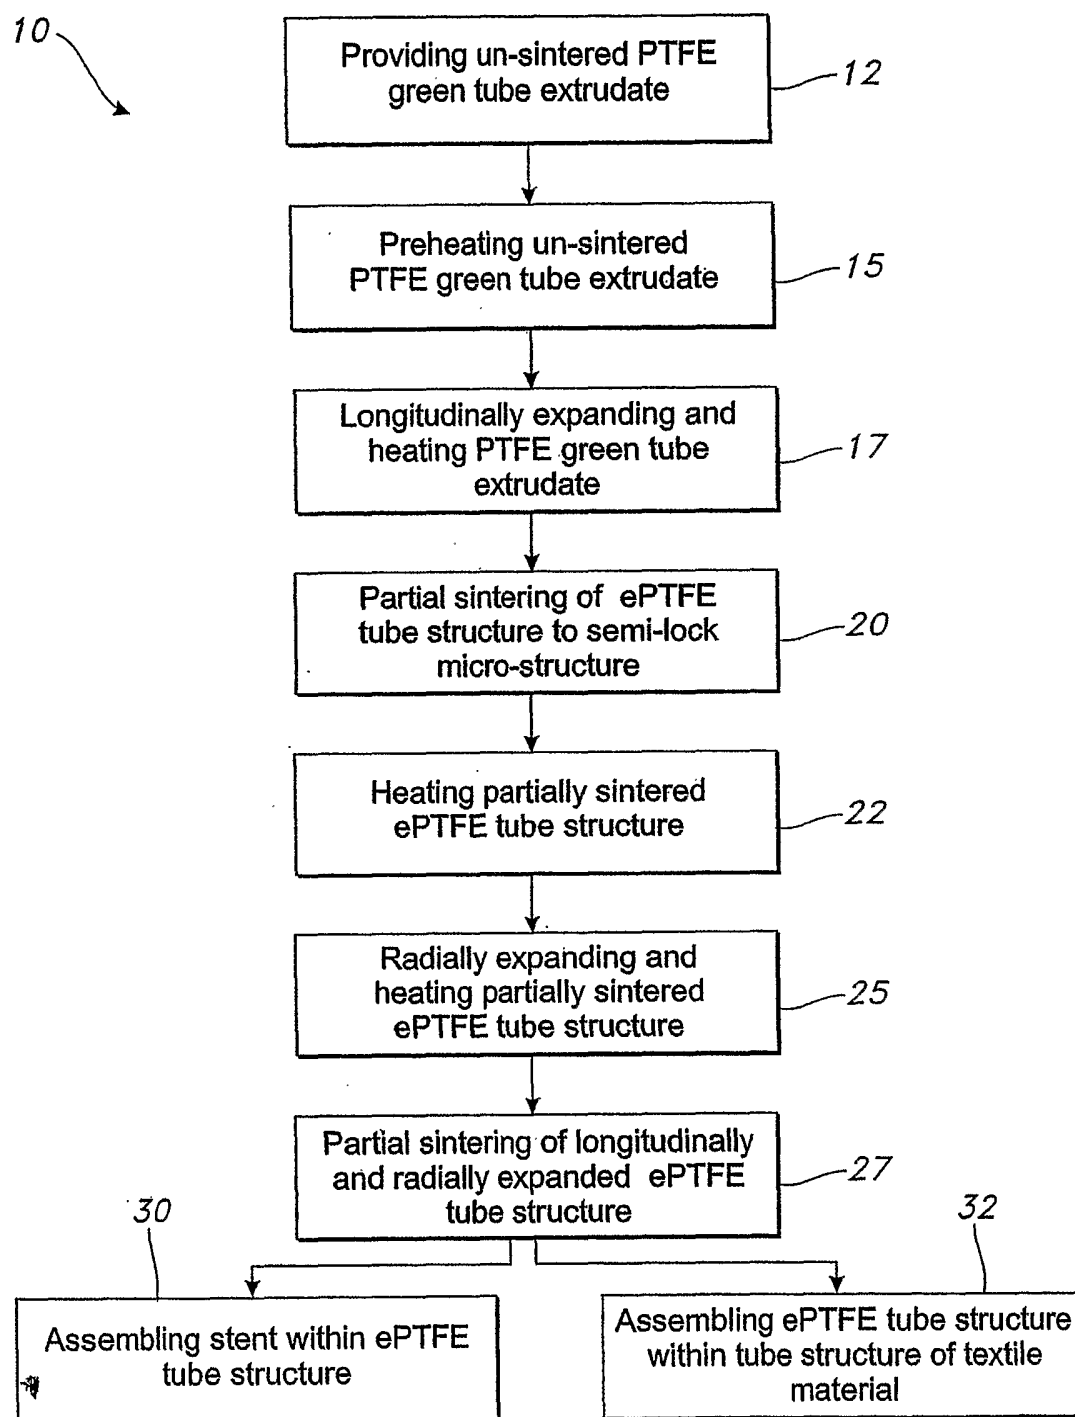 10
Providing un-sintered PTFE
green tube extrudate
12
Preheating un-sintered
PTFE green tube extrudate
15
Longitudinally expanding and
heating PTFE green tube
extrudate
17
Partial sintering of ePTFE
tube structure to semi-lock
micro-structure
20
Heating partially sintered
ePTFE tube structure
22
Radially expanding and
heating partially sintered
ePTFE tube structure
25
Partial sintering of longitudinally
and radially expanded ePTFE
tube structure
27
30
Assembling stent within ePTFE
tube structure
32
Assembling ePTFE tube structure
within tube structure of textile
material